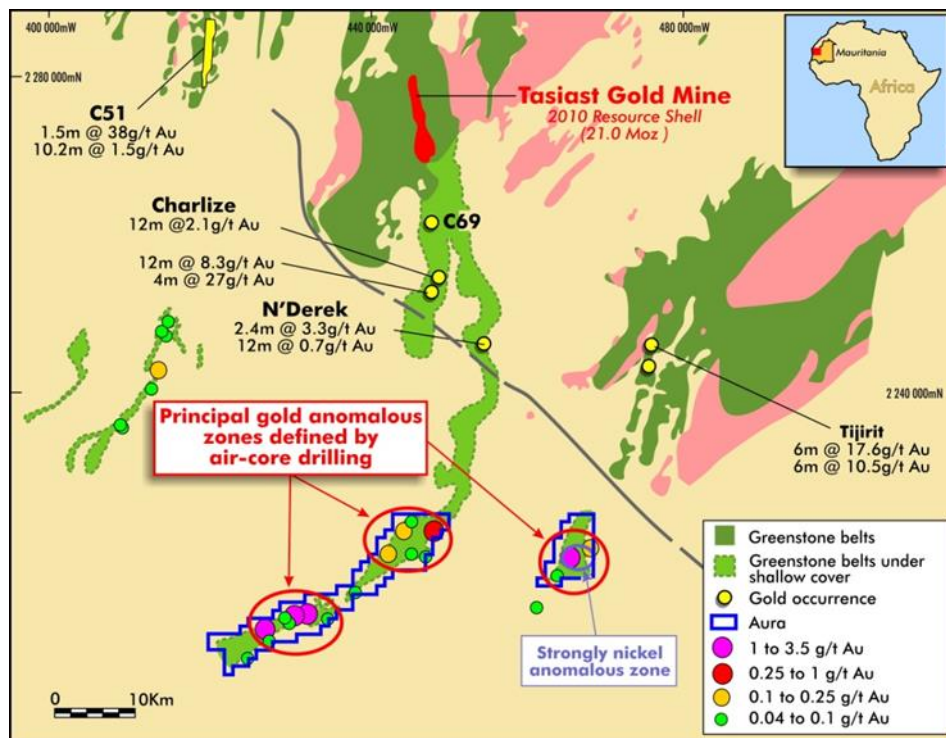 400 000mW
440 000mW
480 000mW
2 280 000mN
Mauritania
Africa
C51
1.5m @ 38g/t Au
10.2m @ 1.5g/t Au
Tasiast Gold Mine
2010 Resource Shell
(21.0 Moz )
Charlize
12m @2.1g/t Au
C69
12m @ 8.3g/t Au
4m @ 27g/t Au
N'Derek
2.4m @ 3.3g/t Au
12m @ 0.7g/t Au
2 240 000mN
Principal gold anomalous
zones defined by
air-core drilling
Tijirit
6m @ 17.6g/t Au
6m @ 10.5g/t Au
Strongly nickel
anomalous zone
Greenstone belts
Greenstone belts under
shallow cover
Gold occurrence
Aura
1 to 3.5 g/t Au
0.25 to 1 g/t Au
0.1 to 0.25 g/t Au
0.04 to 0.1 g/t Au
0 10Km